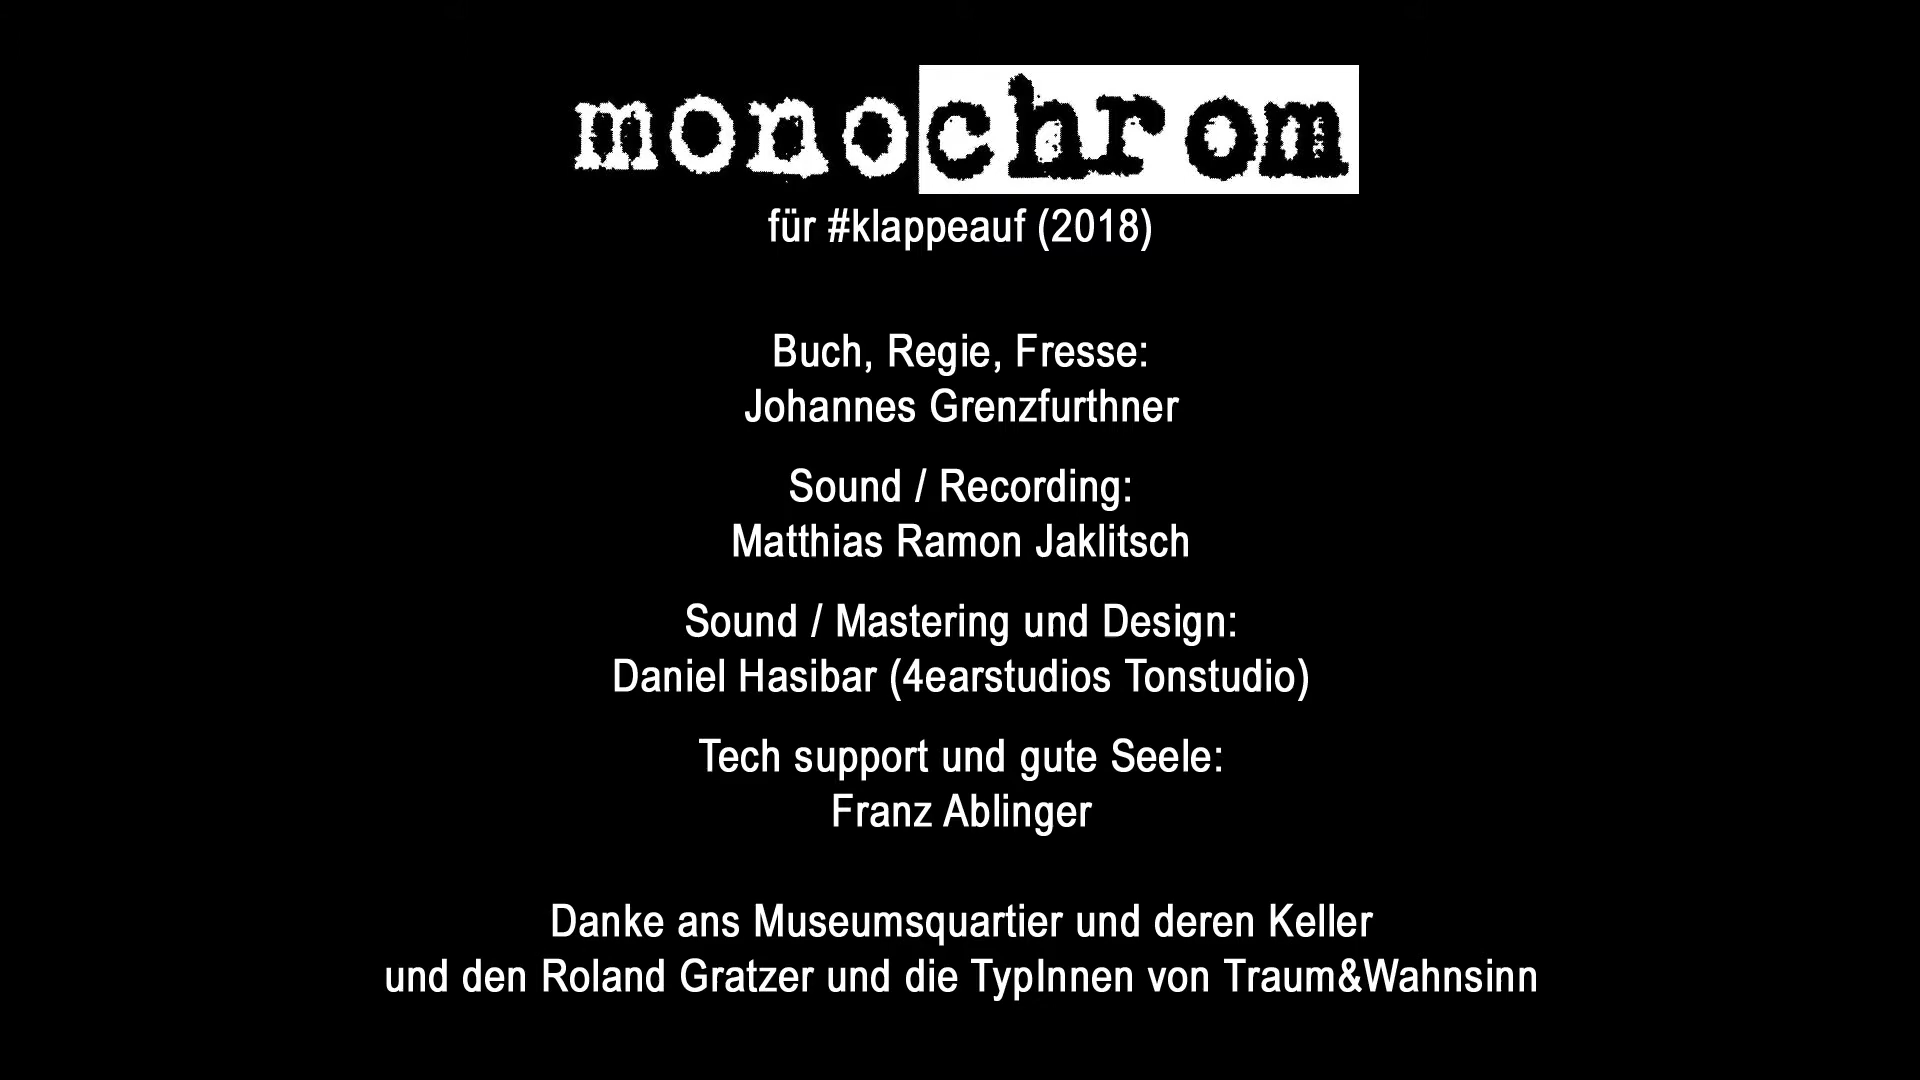 monochrom
für #klappeauf (2018)
Buch, Regie, Fresse:
Johannes Grenzfurthner
Sound / Recording:
Matthias Ramon Jaklitsch
Sound / Mastering und Design:
Daniel Hasibar (4earstudios Tonstudio)
Tech support und gute Seele:
Franz Ablinger
Danke ans Museumsquartier und deren Keller
und den Roland Gratzer und die TypInnen von Traum&Wahnsinn